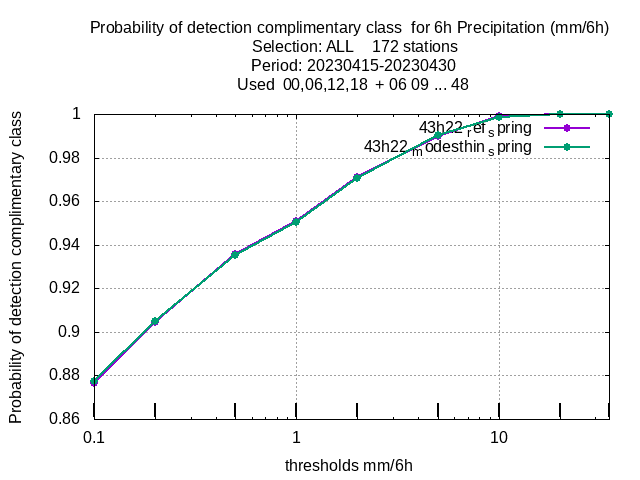 Probability of detection complimentary class  for 6h Precipitation (mm/6h)
Selection: ALL    172 stations
Period: 20230415-20230430
Used  00,06,12,18  + 06 09 ... 48
Probability of detection complimentary class
1
0.98
0.96
0.94
0.92
0.9
0.88
0.86
43h22refspring
43h22modesthinspring
0.1
1
10
thresholds mm/6h